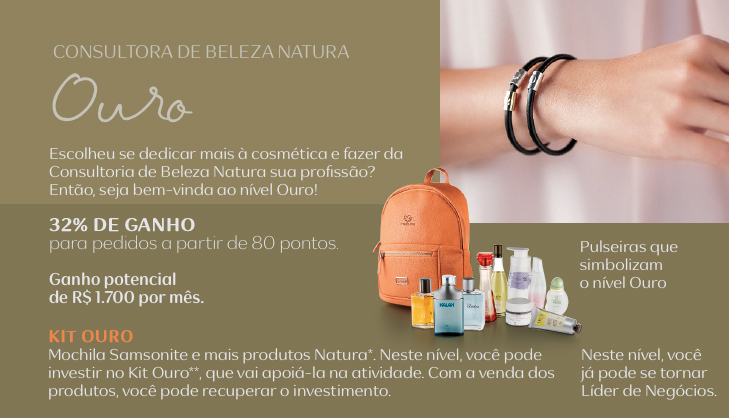 CONSULTORA DE BELEZA NATURA
Ouro
Escolheu se dedicar mais à cosmética e fazer da
Consultoria de Beleza Natura sua profissão?
Então, seja bem-vinda ao nível Ouro!
32% DE GANHO
para pedidos a partir de 80 pontos.
Ganho potencial
de R$ 1.700 por mês.
Pulseiras que
simbolizam
o nível Ouro
KIT OURO
Mochila Samsonite e mais produtos Natura*. Neste nível, você pode
investir no Kit Ouro**, que vai apoiá-la na atividade. Com a venda dos
produtos, você pode recuperar o investimento.
Neste nível, você
já pode se tornar
Líder de Negócios.